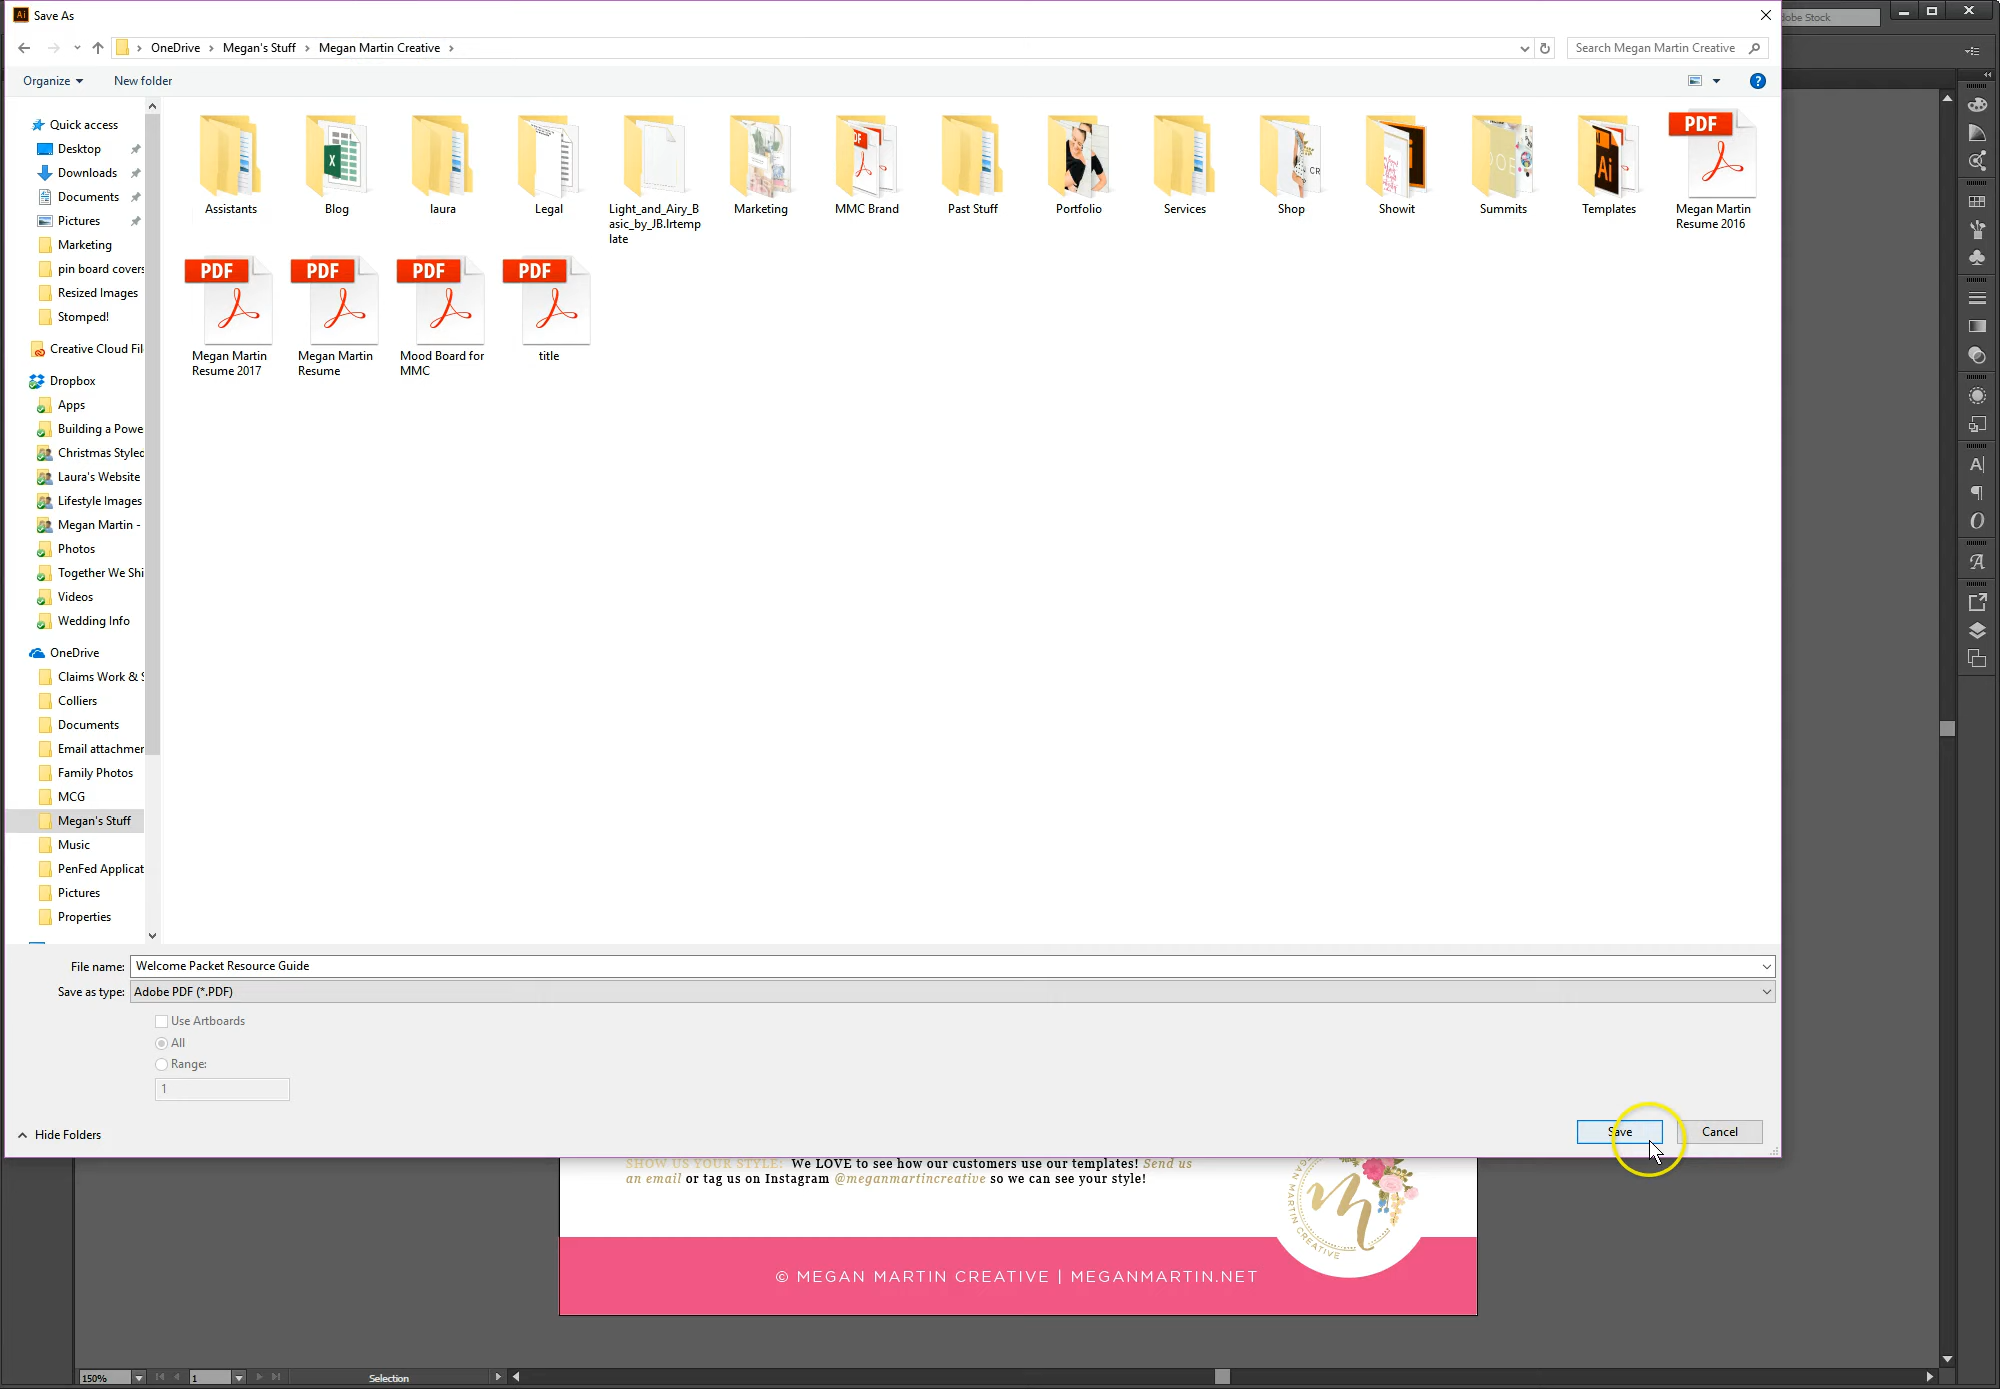 Ai Save As
dobe Stock
OneDrive > Megan's Stuff > Megan Martin Creative >
Search Megan Martin Creative
Organize
New folder
?
Quick access
Desktop
Downloads
Documents
Pictures
Marketing
pin board covers
Resized Images
Stomped!
Creative Cloud Fil
Dropbox
Apps
Building a Powe
Christmas Styled
Laura's Website
Lifestyle Images
Megan Martin -
Photos
Together We Shi
Videos
Wedding Info
OneDrive
Claims Work & S
Colliers
Documents
Email attachmer
Family Photos
MCG
Megan's Stuff
Music
PenFed Applicat
Pictures
Properties
Assistants
Blog
laura
Legal
Light_and_Airy_B
asic_by_JB.lrtemp
late
Marketing
MMC Brand
Past Stuff
Portfolio
Services
Shop
Showit
Summits
Ai
Templates
PDF
Megan Martin
Resume 2016
PDF
Megan Martin
Resume 2017
PDF
Megan Martin
Resume
PDF
Mood Board for
MMC
PDF
title
File name: Welcome Packet Resource Guide
Save as type: Adobe PDF (*.PDF)
Use Artboards
All
Range:
1
Hide Folders
Save
Cancel
SHOW US YOUR STYLE: We LOVE to see how our customers use our templates! Send us
an email or tag us on Instagram @meganmartincreative so we can see your style!
m
GAN MARTIN CREATIVE
© MEGAN MARTIN CREATIVE | MEGANMARTIN.NET
150%
1
Selection